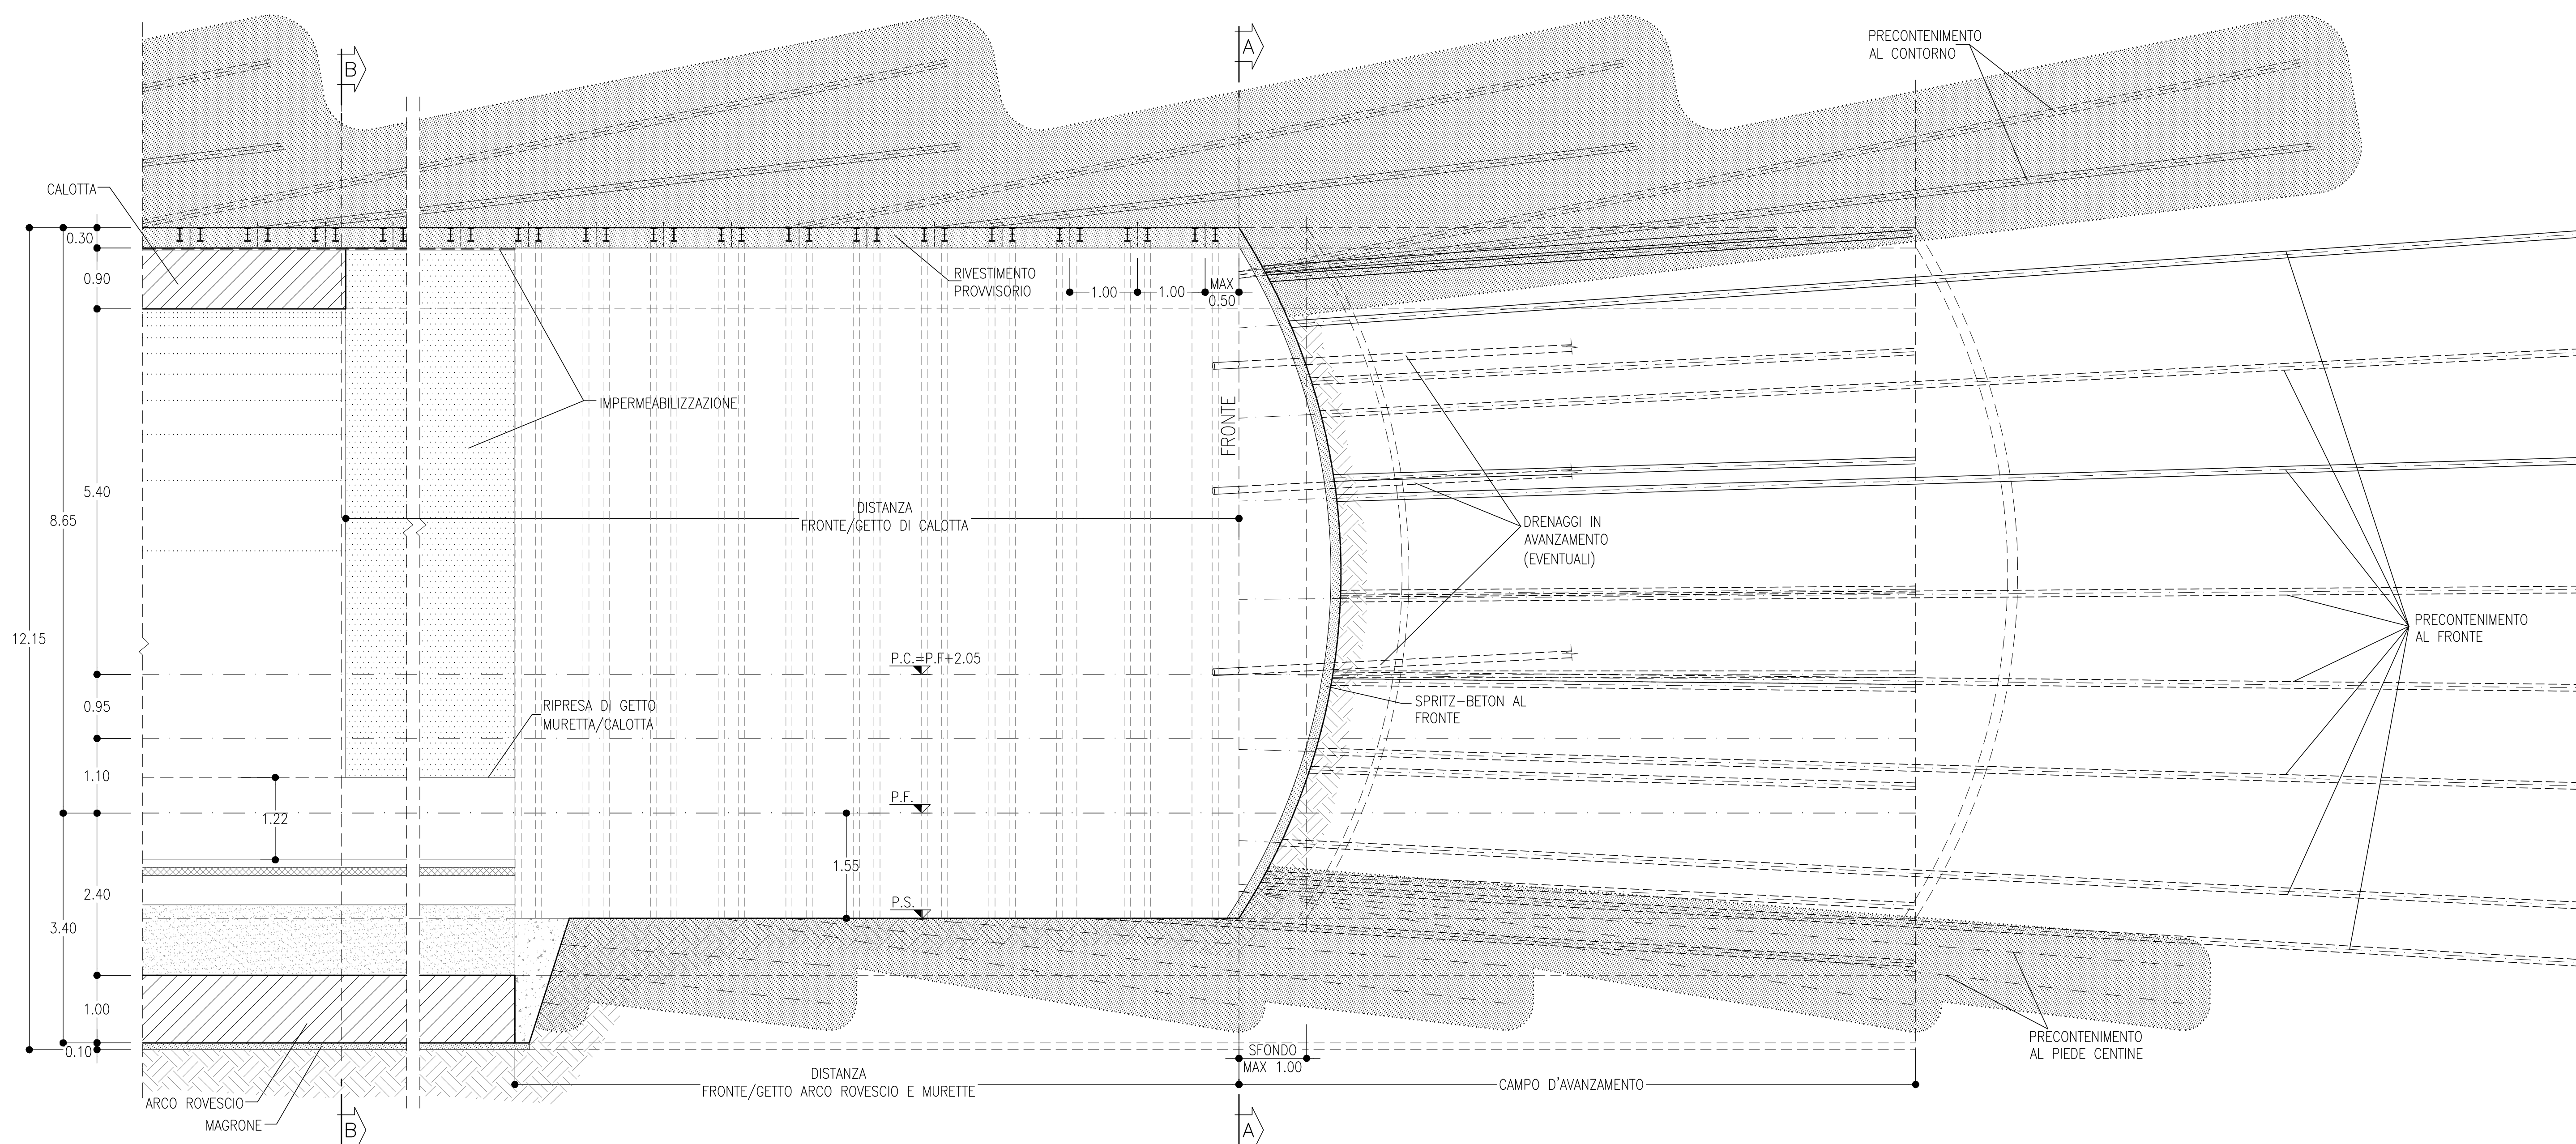 B
A
PRECONTENIMENTO
AL CONTORNO
CALOTTA
0.30
0.90
RIVESTIMENTO
PROVVISORIO
1.00
1.00
MAX
0.50
IMPERMEABILIZZAZIONE
FRONTE
5.40
8.65
DISTANZA
FRONTE/GETTO DI CALOTTA
DRENAGGI IN
AVANZAMENTO
(EVENTUALI)
12.15
PRECONTENIMENTO
AL FRONTE
P.C.=P.F+2.05
0.95
RIPRESA DI GETTO
MURETTA/CALOTTA
SPRITZ-BETON AL
FRONTE
1.10
P.F.
1.22
1.55
2.40
P.S.
3.40
1.00
0.10
SFONDO
MAX 1.00
PRECONTENIMENTO
AL PIEDE CENTINE
DISTANZA
FRONTE/GETTO ARCO ROVESCIO E MURETTE
CAMPO D'AVANZAMENTO
ARCO ROVESCIO
MAGRONE
B
A